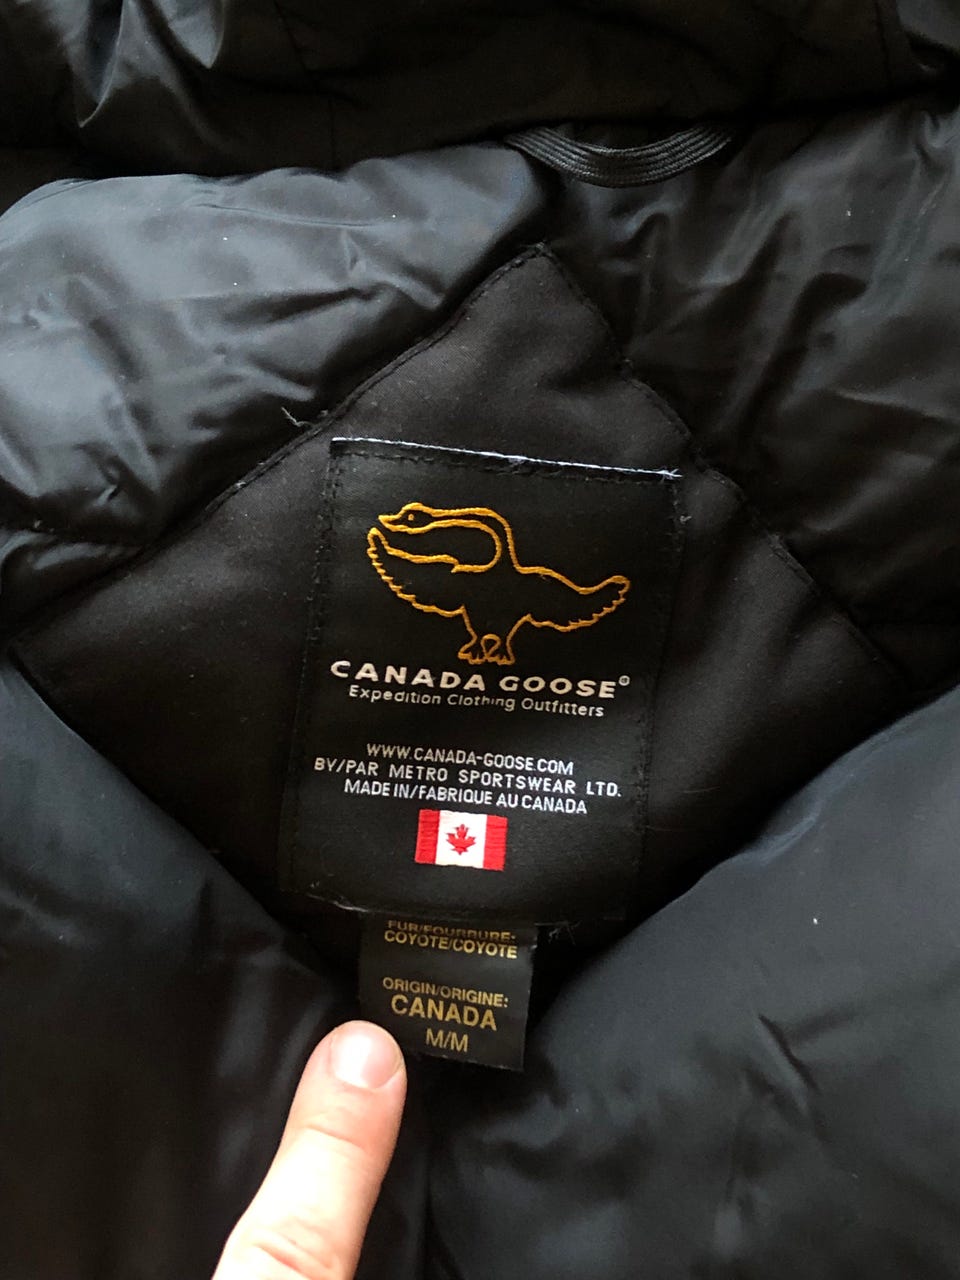 CANADA GOOSE®
Expedition Clothing Outfitters
WWW.CANADA-GOOSE.COM
BY/PAR METRO SPORTSWEAR LTD.
MADE IN/FABRIQUE AU CANADA
FUR/FOURRURE:
COYOTE/COYOTE
ORIGIN/ORIGINE:
CANADA
M/M